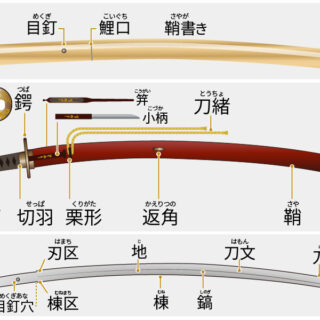 めくぎ こいぐち さやが
目釘 鯉口 鞘書き
つば こうがい とうちょ
鍔 笄 刀緒
こづか
小柄
せっぱ くりがた かえりつの さや
切羽 栗形 返角 鞘
はまち じ はもん
刃区 地 刀文
めくぎあな むねまち むね しのぎ
目釘穴 棟区 棟 鎬